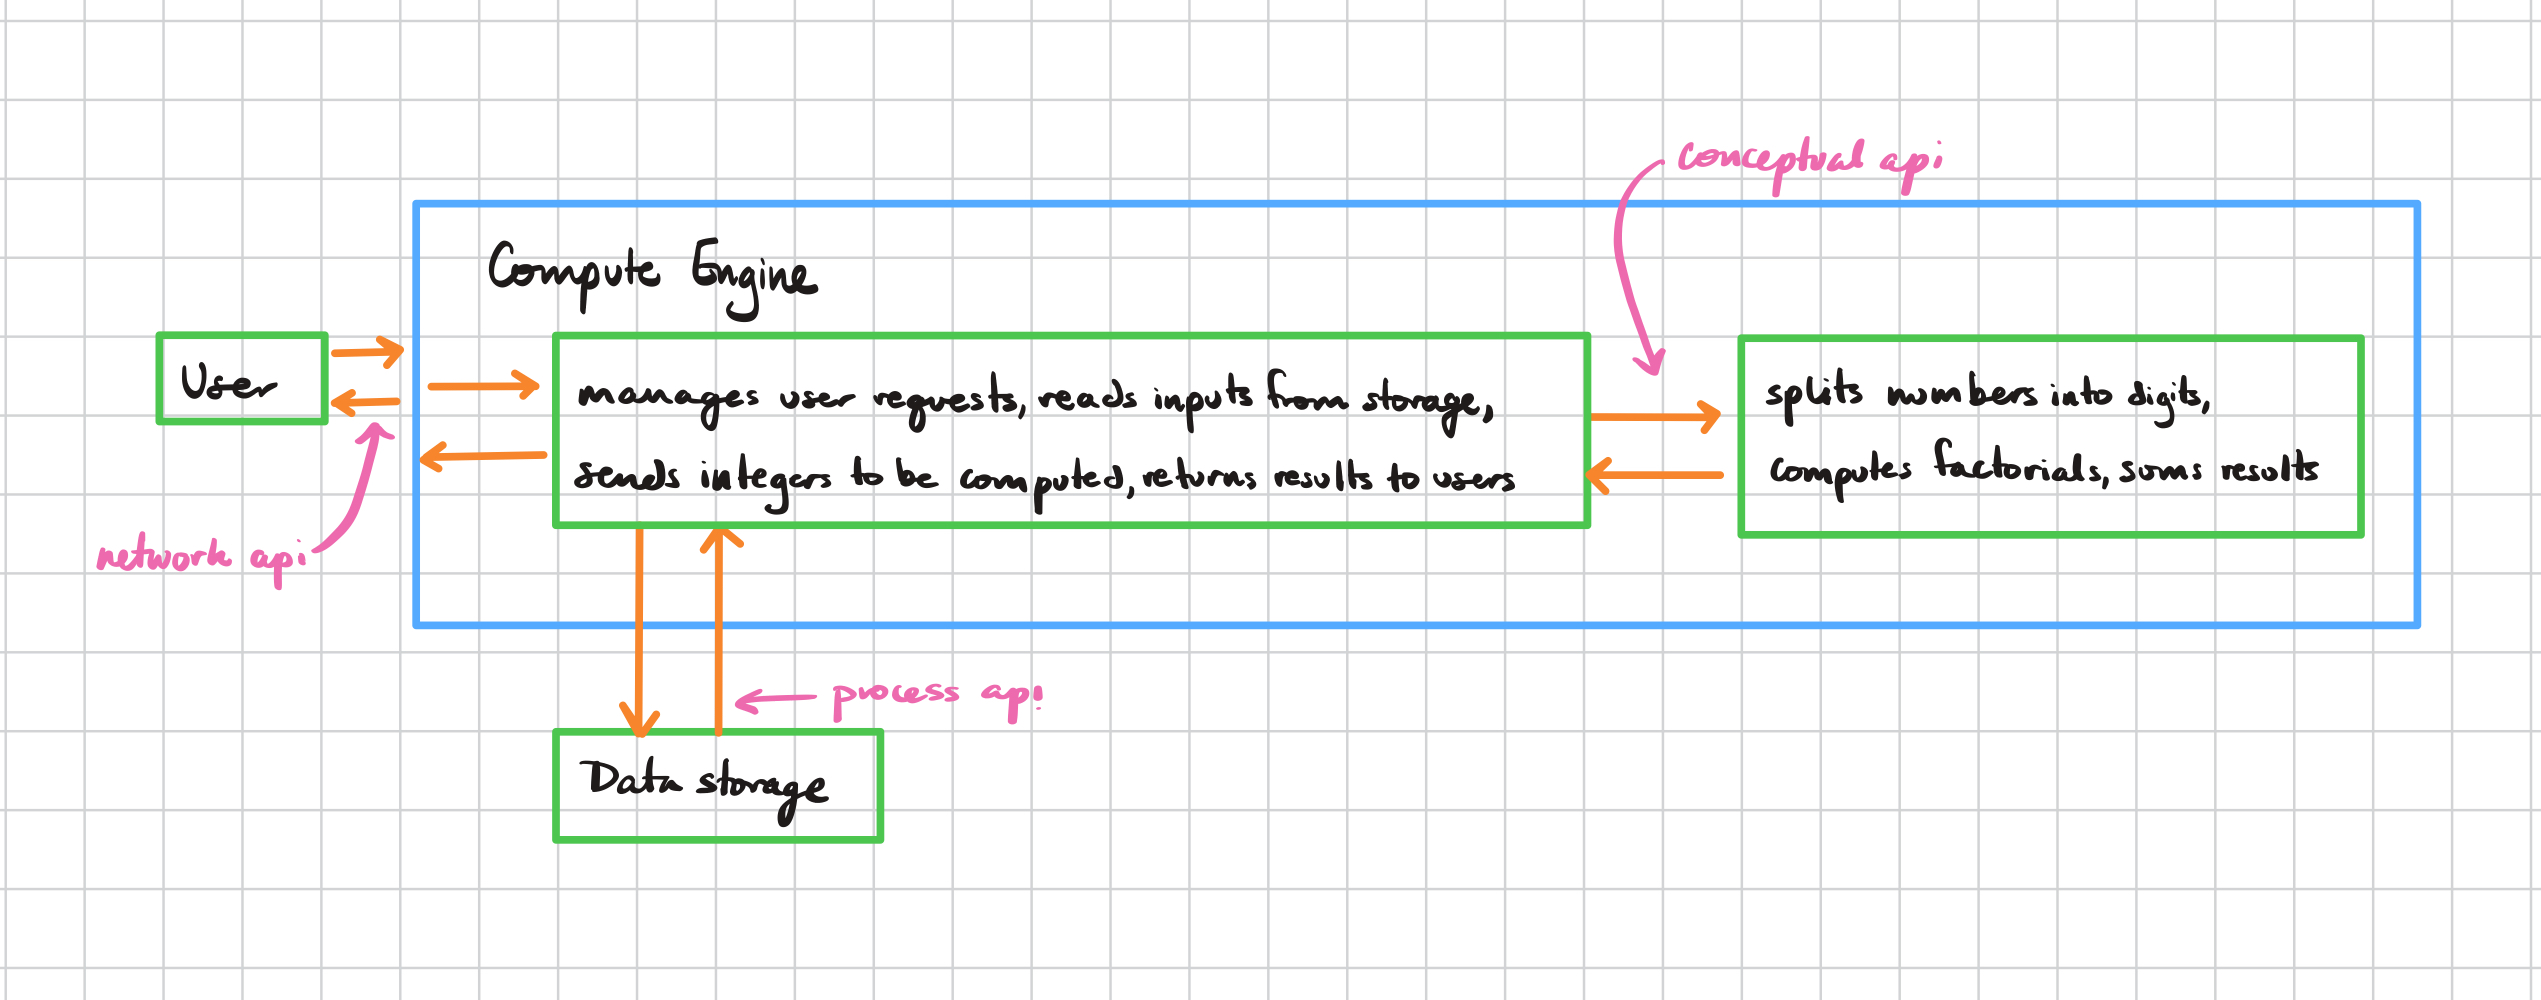 conceptual api
Compute Engine
User
manages user requests, reads inputs from storage,
sends integers to be computed, returns results to users
splits numbers into digits,
computes factorials, sums results
network api
process api
Data storage